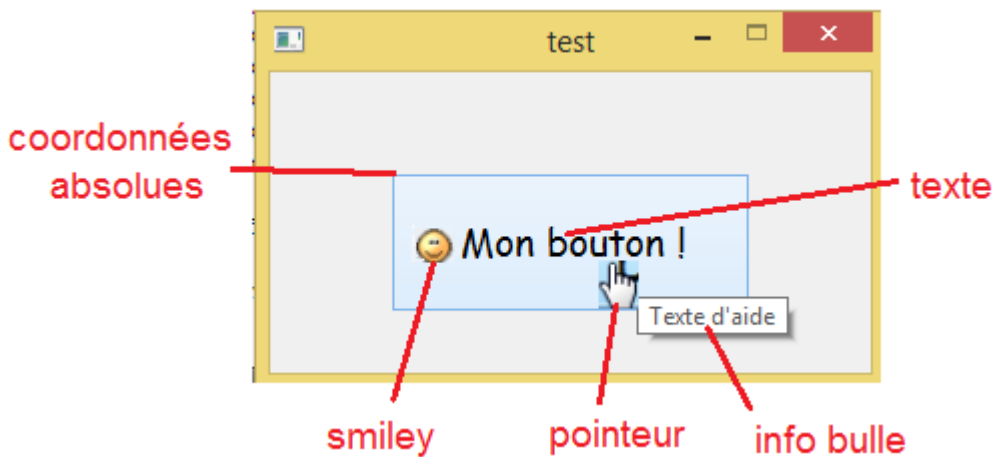 test
coordonnées
absolues
texte
Mon bouton !
Texte d'aide
smiley
pointeur
info bulle